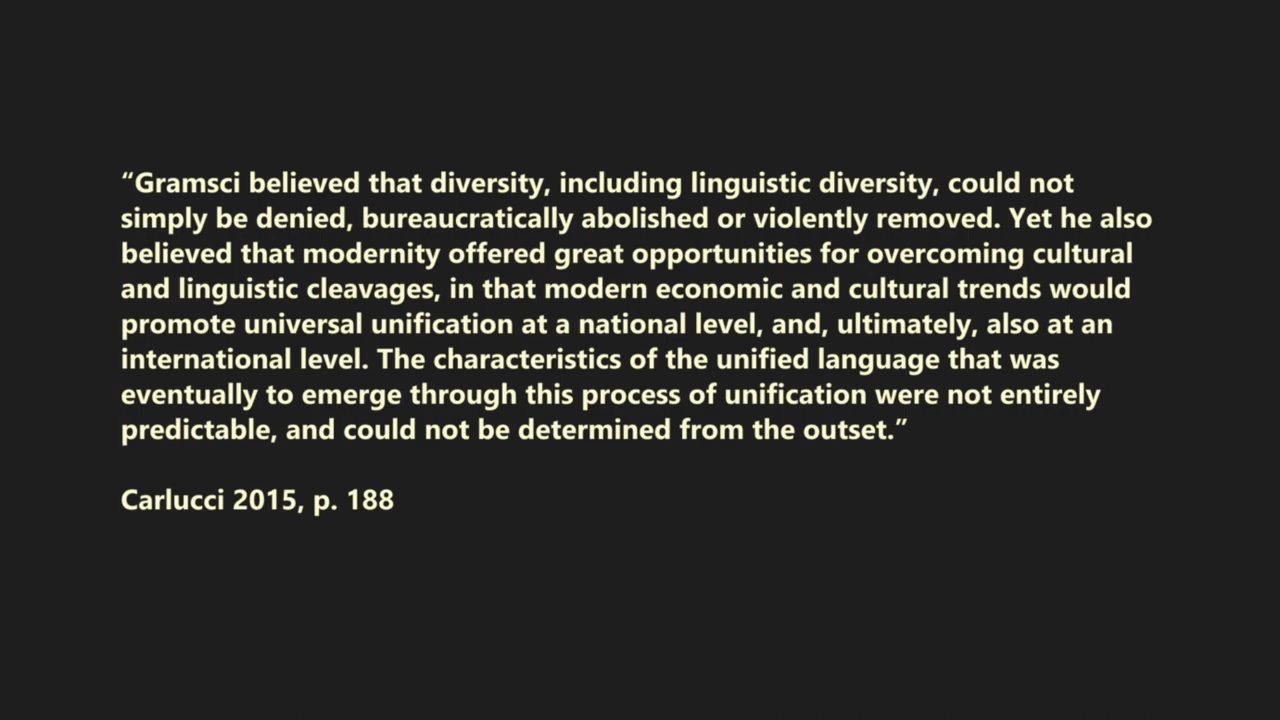 “Gramsci believed that diversity, including linguistic diversity, could not
simply be denied, bureaucratically abolished or violently removed. Yet he also
believed that modernity offered great opportunities for overcoming cultural
and linguistic cleavages, in that modern economic and cultural trends would
promote universal unification at a national level, and, ultimately, also at an
international level. The characteristics of the unified language that was
eventually to emerge through this process of unification were not entirely
predictable, and could not be determined from the outset.”
Carlucci 2015, p. 188